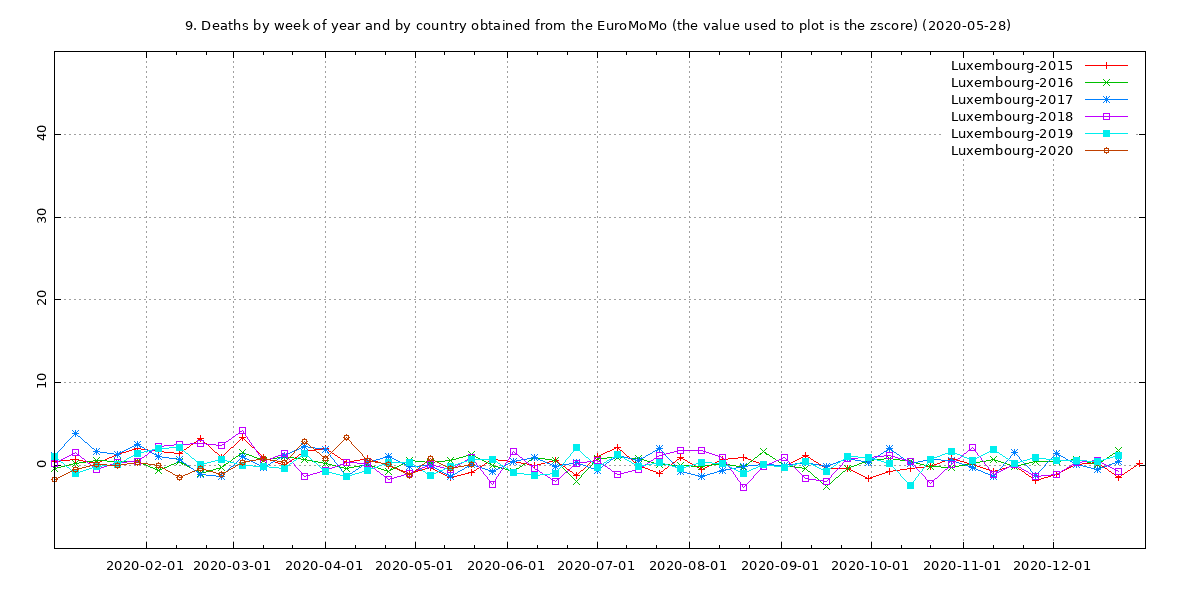 9. Deaths by week of year and by country obtained from the EuroMoMo (the value used to plot is the zscore) (2020-05-28)
Luxembourg-2015
Luxembourg-2016
Luxembourg-2017
Luxembourg-2018
Luxembourg-2019
Luxembourg-2020
40
30
20
10
0
2020-02-01 2020-03-01 2020-04-01 2020-05-01 2020-06-01 2020-07-01 2020-08-01 2020-09-01 2020-10-01 2020-11-01 2020-12-01